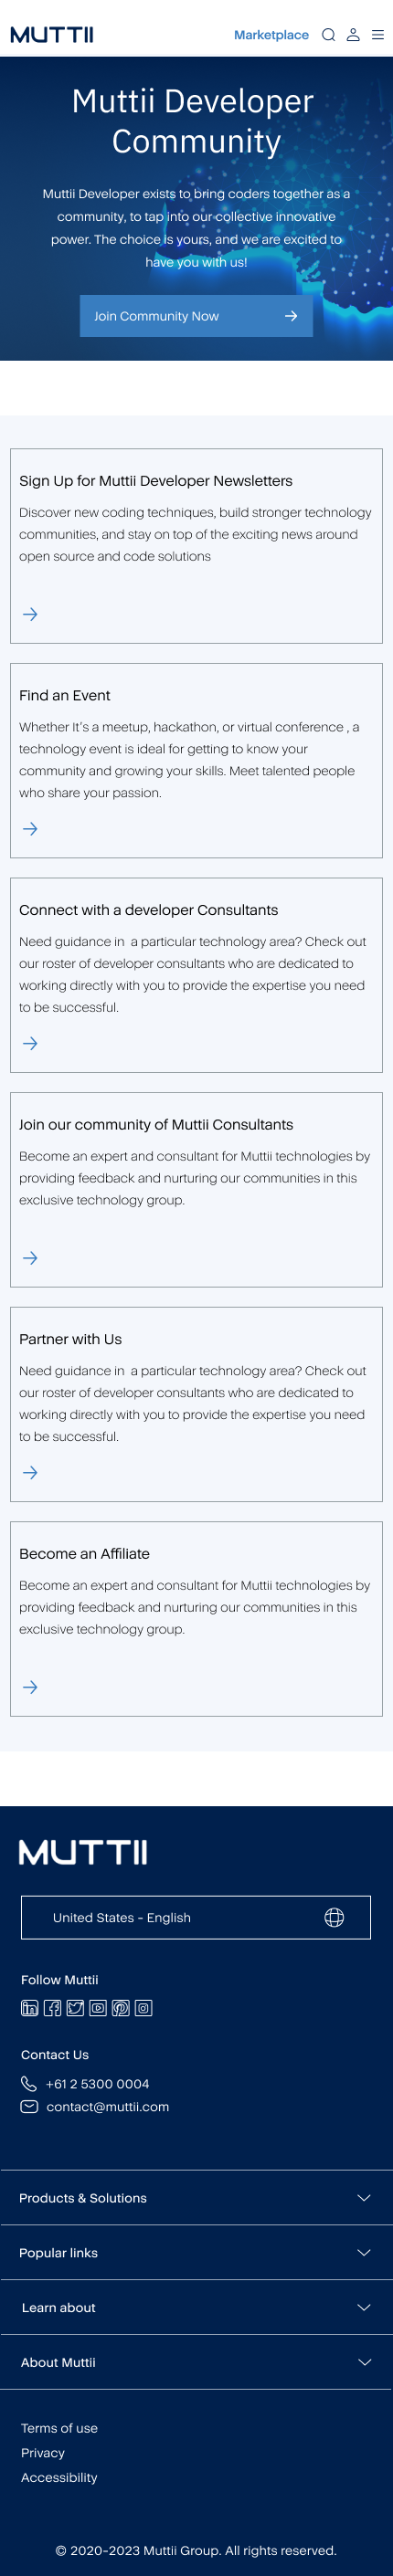 MUTTII
Marketplace
Muttii Developer
Community
Muttii Developer exists to bring coders together as a
community, to tap into our collective innovative
power. The choice is yours, and we are excited to
have you with us!
Join Community Now
Sign Up for Muttii Developer Newsletters
Discover new coding techniques, build stronger technology
communities, and stay on top of the exciting news around
open source and code solutions
Find an Event
Whether It's a meetup, hackathon, or virtual conference , a
technology event is ideal for getting to know your
community and growing your skills. Meet talented people
who share your passion.
Connect with a developer Consultants
Need guidance in  a particular technology area? Check out
our roster of developer consultants who are dedicated to
working directly with you to provide the expertise you need
to be successful.
Join our community of Muttii Consultants
Become an expert and consultant for Muttii technologies by
providing feedback and nurturing our communities in this
exclusive technology group.
Partner with Us
Need guidance in  a particular technology area? Check out
our roster of developer consultants who are dedicated to
working directly with you to provide the expertise you need
to be successful.
Become an Affiliate
Become an expert and consultant for Muttii technologies by
providing feedback and nurturing our communities in this
exclusive technology group.
MUTTII
United States - English
Follow Muttii
Contact Us
+61 2 5300 0004
contact@muttii.com
Products & Solutions
Popular links
Learn about
About Muttii
Terms of use
Privacy
Accessibility
© 2020-2023 Muttii Group. All rights reserved.